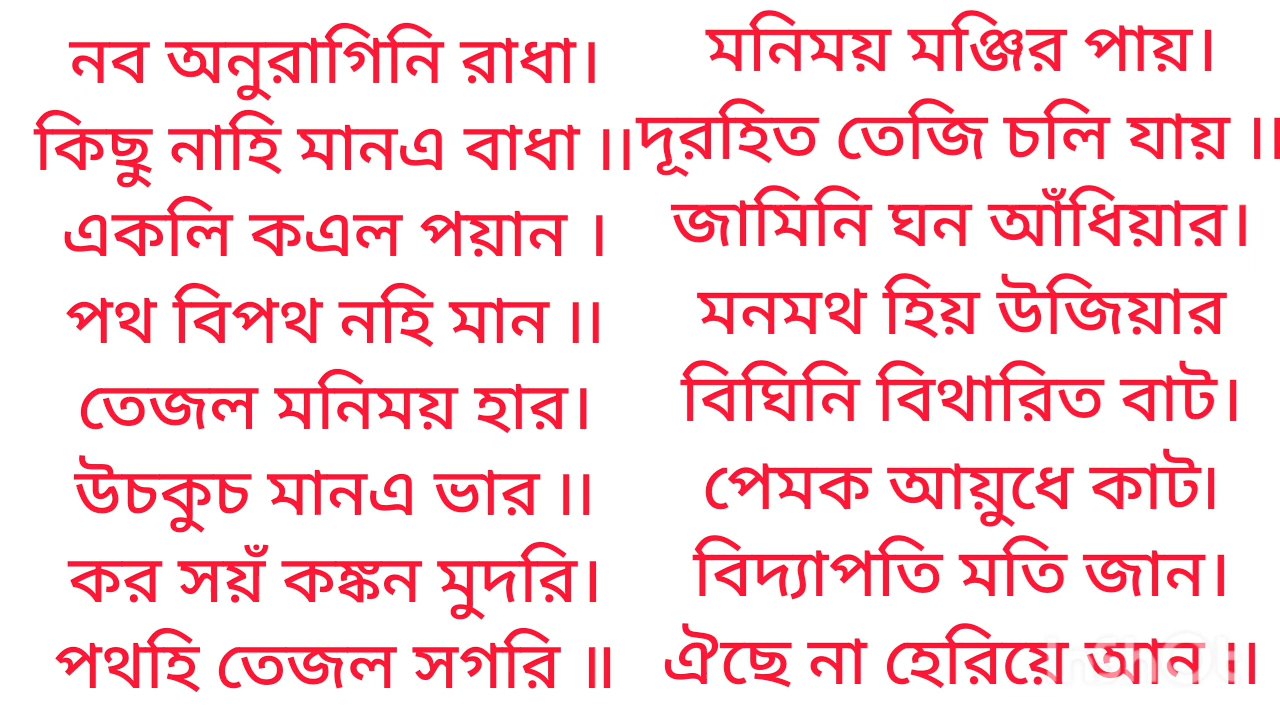 নব অনুরাগিনি রাধা।
কিছু নাহি মানএ বাধা ।।
একলি কএল পয়ান ।
পথ বিপথ নহি মান ।।
তেজল মনিময় হার।
উচকুচ মানএ ভার ।।
কর সয়ঁ কঙ্কন মুদরি।
পথহি তেজল সগরি ॥
মনিময় মঞ্জির পায়।
দূরহিত তেজি চলি যায় ।।
জামিনি ঘন আঁধিয়ার।
মনমথ হিয় উজিয়ার
বিঘিনি বিথারিত বাট।
পেমক আয়ুধে কাট।
বিদ্যাপতি মতি জান।
ঐছে না হেরিয়ে আন ॥
InShOt